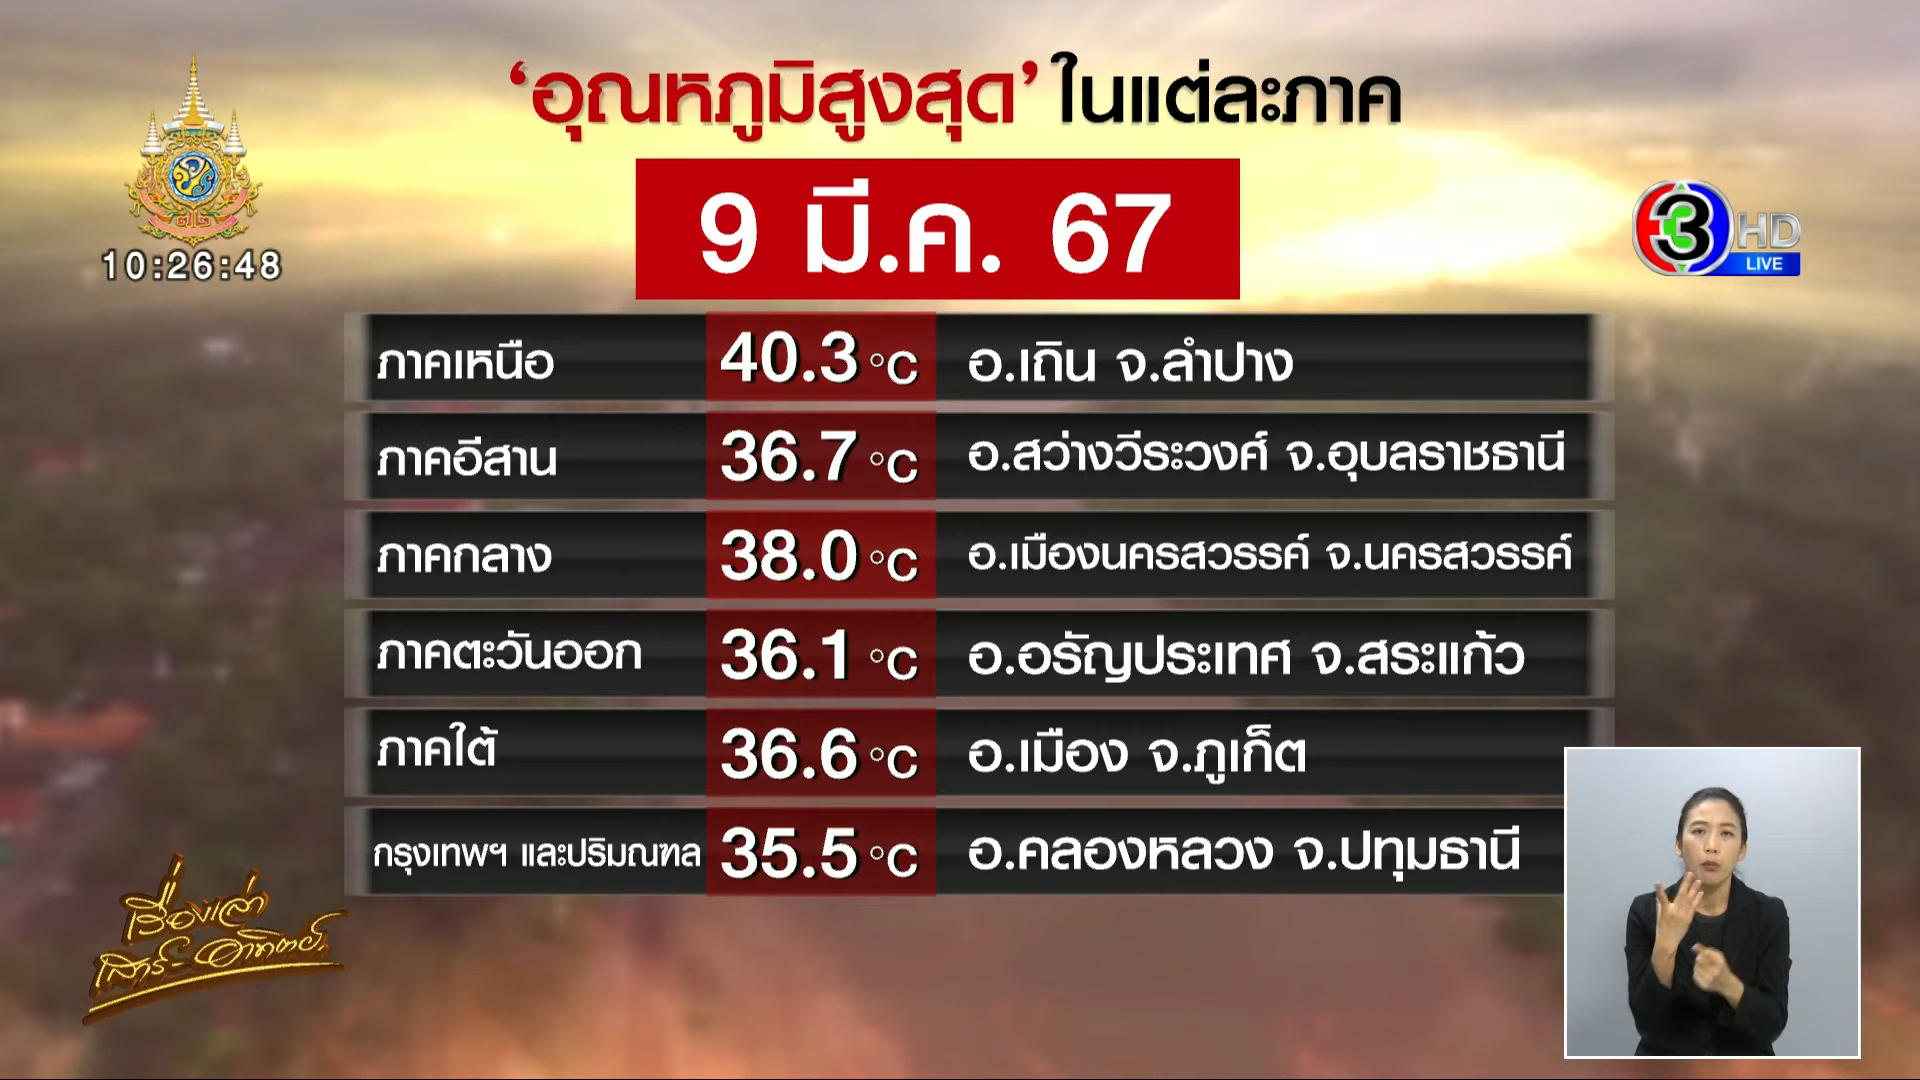 ‘อุณหภูมิสูงสุด’ ในแต่ละภาค
9 มี.ค. 67
๗๒
10:26:48
3 HD
LIVE
ภาคเหนือ 40.3 °C อ.เถิน จ.ลำปาง
ภาคอีสาน 36.7 °C อ.สว่างวีระวงศ์ จ.อุบลราชธานี
ภาคกลาง 38.0 °C อ.เมืองนครสวรรค์ จ.นครสวรรค์
ภาคตะวันออก 36.1 °C อ.อรัญประเทศ จ.สระแก้ว
ภาคใต้ 36.6 °C อ.เมือง จ.ภูเก็ต
กรุงเทพฯ และปริมณฑล 35.5 °C อ.คลองหลวง จ.ปทุมธานี
เรื่องเล่า
เสาร์-อาทิตย์